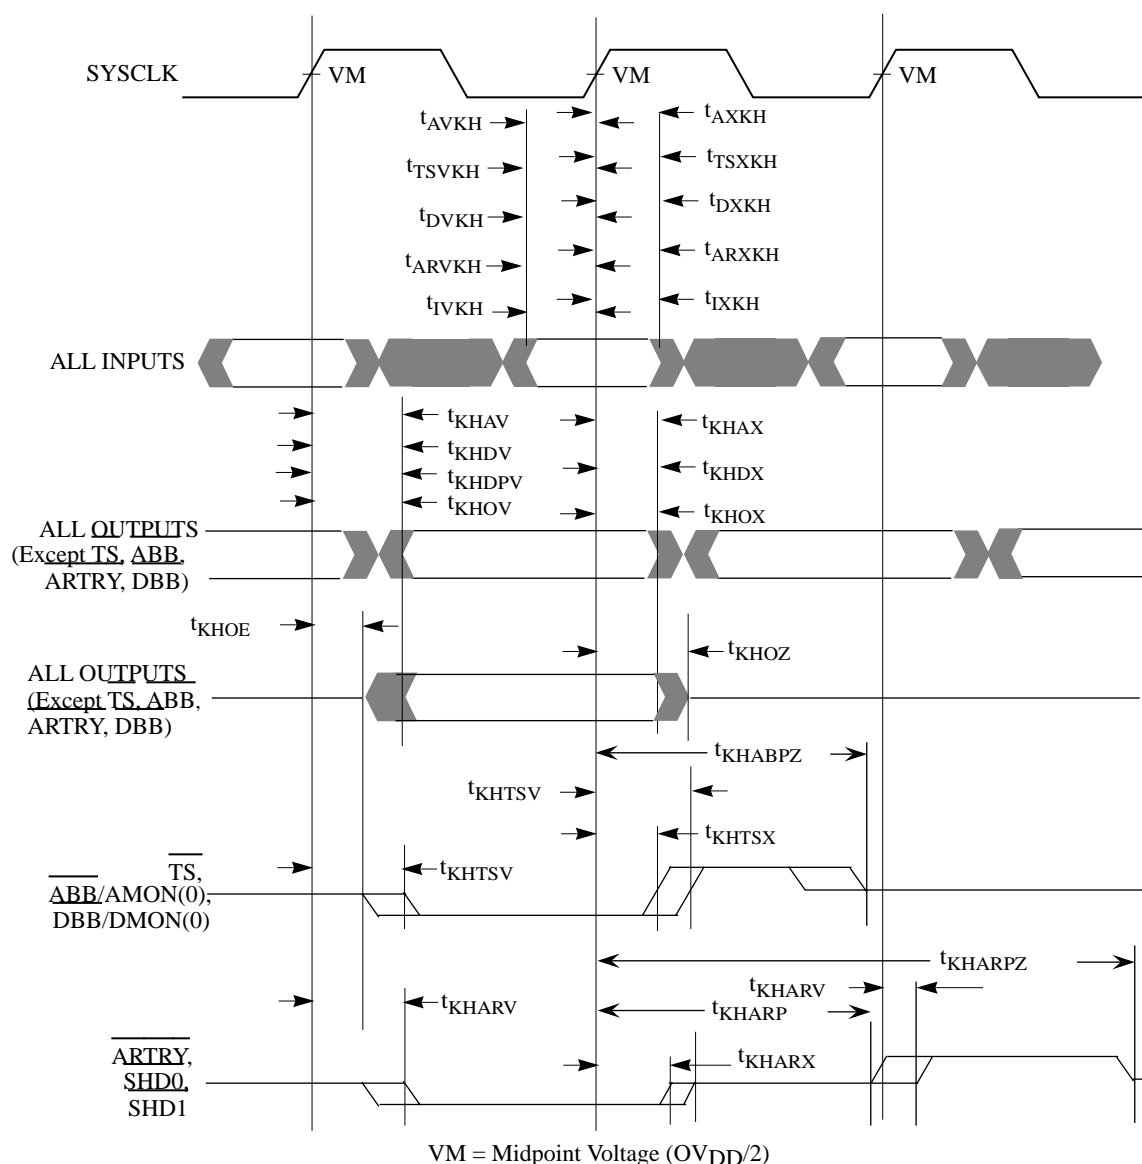 SYSCLK VM VM VM
tAVKH tAXKH
tTSVKH tTSXKH
tDVKH tDXKH
tARVKH tARXKH
tIVKH tIXKH
ALL INPUTS
tKHAV tKHAX
tKHDV tKHDX
tKHDPV
tKHOV tKHOX
ALL OUTPUTS
(Except TS, ABB,
ARTRY, DBB)
tKHOE
tKHOZ
ALL OUTPUTS
(Except TS, ABB,
ARTRY, DBB)
tKHABPZ
tKHTSV
tKHTSX
tKHTSV
TS,
ABB/AMON(0),
DBB/DMON(0)
tKHARPZ
tKHARV
tKHARV tKHARP
tKHARX
ARTRY,
SHD0,
SHD1
VM = Midpoint Voltage (OVDD/2)